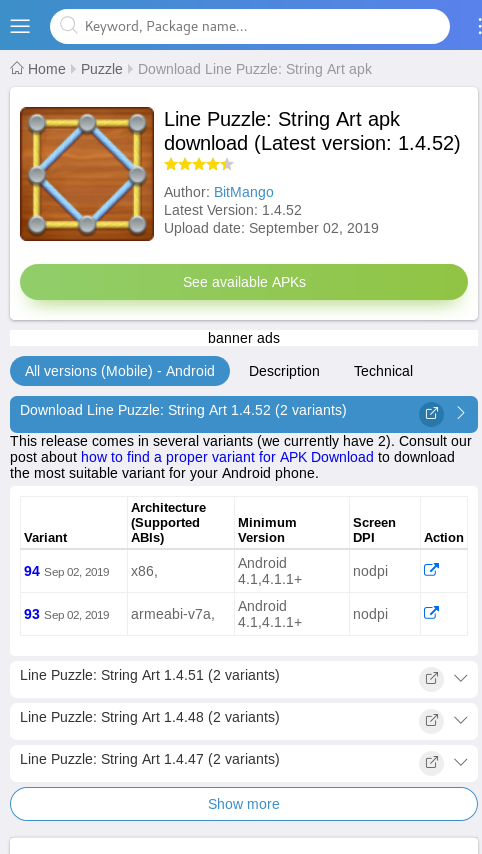 Keyword, Package name...
Home Puzzle Download Line Puzzle: String Art apk
Line Puzzle: String Art apk
download (Latest version: 1.4.52)
Author: BitMango
Latest Version: 1.4.52
Upload date: September 02, 2019
See available APKs
banner ads
All versions (Mobile) - Android Description Technical
Download Line Puzzle: String Art 1.4.52 (2 variants)
This release comes in several variants (we currently have 2). Consult our
post about how to find a proper variant for APK Download to download
the most suitable variant for your Android phone.
Variant Architecture (Supported ABIs) Minimum Version Screen DPI Action
94 Sep 02, 2019 x86, Android 4.1,4.1.1+ nodpi
93 Sep 02, 2019 armeabi-v7a, Android 4.1,4.1.1+ nodpi
Line Puzzle: String Art 1.4.51 (2 variants)
Line Puzzle: String Art 1.4.48 (2 variants)
Line Puzzle: String Art 1.4.47 (2 variants)
Show more